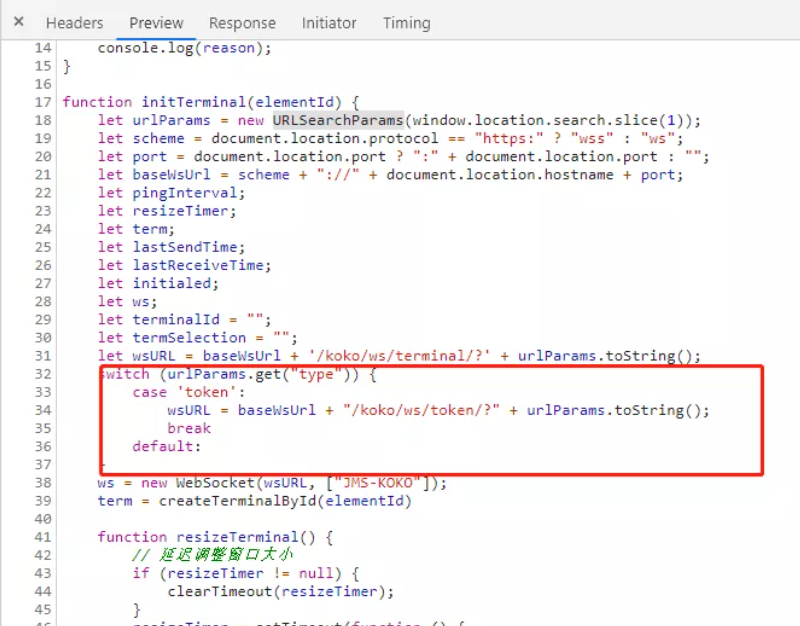 × Headers Preview Response Initiator Timing
14 console.log(reason);
15 }
16
17 function initTerminal(elementId) {
18 let urlParams = new URLSearchParams(window.location.search.slice(1));
19 let scheme = document.location.protocol == "https:" ? "wss" : "ws";
20 let port = document.location.port ? ":" + document.location.port : "";
21 let baseWsUrl = scheme + "://" + document.location.hostname + port;
22 let pingInterval;
23 let resizeTimer;
24 let term;
25 let lastSendTime;
26 let lastReceiveTime;
27 let initialed;
28 let ws;
29 let terminalId = "";
30 let termSelection = "";
31 let wsURL = baseWsUrl + '/koko/ws/terminal/?' + urlParams.toString();
32 switch (urlParams.get("type")) {
33 case 'token':
34 wsURL = baseWsUrl + "/koko/ws/token/?" + urlParams.toString();
35 break
36 default:
37
38 ws = new WebSocket(wsURL, ["JMS-KOKO"]);
39 term = createTerminalById(elementId)
40
41 function resizeTerminal() {
42 // 延迟调整窗口大小
43 if (resizeTimer != null) {
44 clearTimeout(resizeTimer);
45 }
46 resizeTimer = setTimeout(function () {